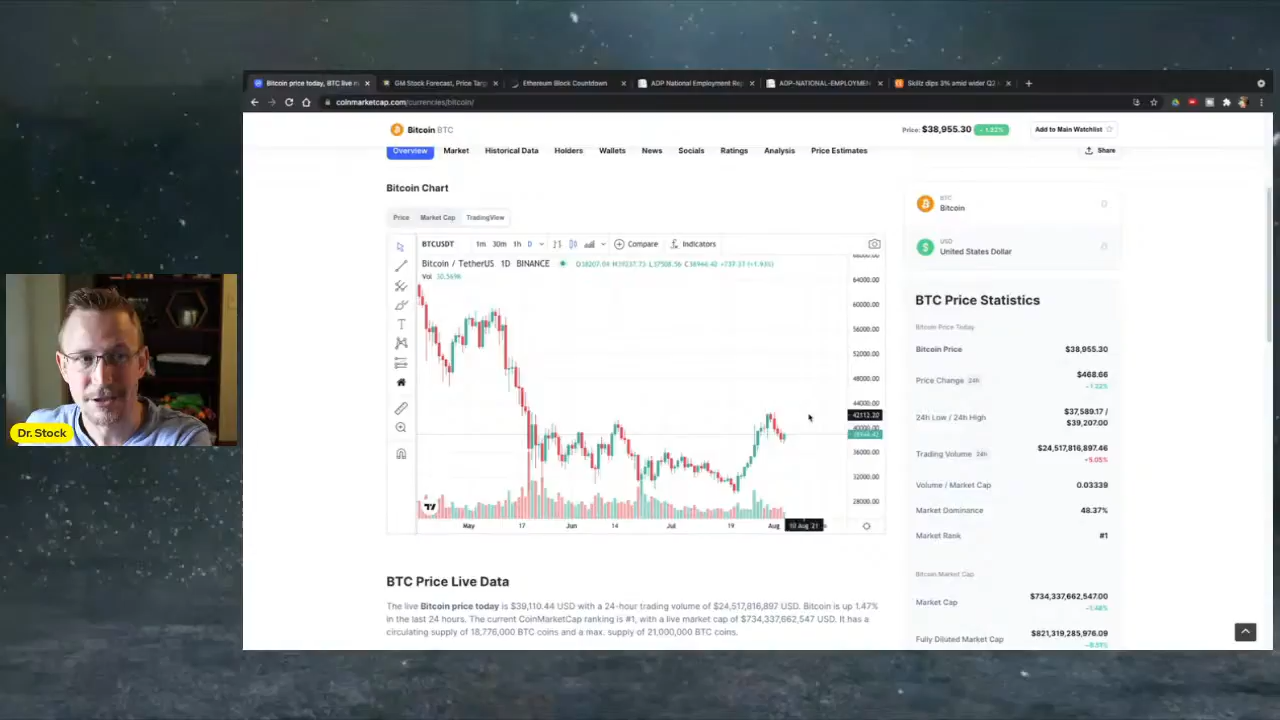 Bitcoin price today, BTC live m
GM Stock Forecast, Price Targ
Ethereum Block Countdown
ADP National Employment Re
ADP-NATIONAL-EMPLOYMEN
Skillz dips 3% amid wider Q2
coinmarketcap.com/currencies/bitcoin/
Bitcoin BTC
Price: $38,955.30
Add to Main Watchlist
Overview Market Historical Data Holders Wallets News Socials Ratings Analysis Price Estimates
Share
Bitcoin Chart
Price Market Cap TradingView
BTCUSDT 1m 30m 1h D Compare Indicators
Bitcoin / TetherUS 1D BINANCE
Vol
64000.00
60000.00
56000.00
52000.00
48000.00
44000.00
42112.20
40000.00
36000.00
32000.00
28000.00
May 17 Jun 14 Jul 19 Aug 10 Aug '21
BTC
Bitcoin
USD
United States Dollar
BTC Price Statistics
Bitcoin Price Today
Bitcoin Price $38,955.30
Price Change 24h $468.66
24h Low / 24h High $37,589.17 /
$39,207.00
Trading Volume 24h $24,517,816,897.46
Volume / Market Cap 0.03339
Market Dominance 48.37%
Market Rank #1
Bitcoin Market Cap
Market Cap $734,337,662,547.00
Fully Diluted Market Cap $821,319,285,976.09
BTC Price Live Data
The live Bitcoin price today is $39,110.44 USD with a 24-hour trading volume of $24,517,816,897 USD. Bitcoin is up 1.47%
in the last 24 hours. The current CoinMarketCap ranking is #1, with a live market cap of $734,337,662,547 USD. It has a
circulating supply of 18,776,000 BTC coins and a max. supply of 21,000,000 BTC coins.
Dr. Stock